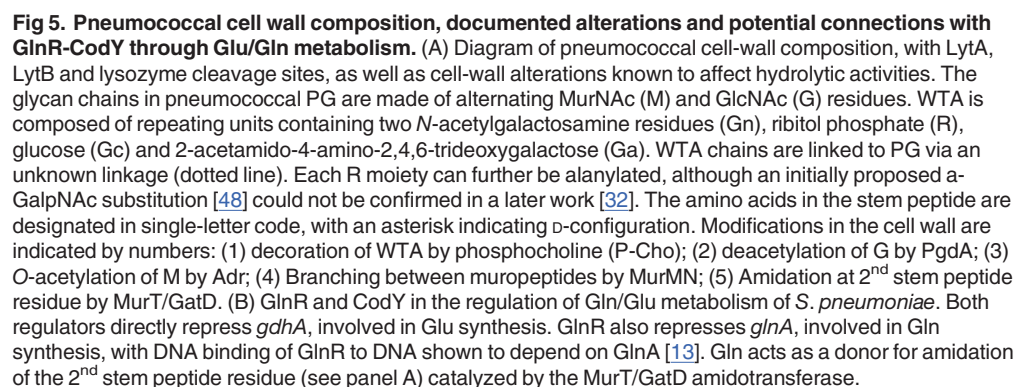 Fig 5. Pneumococcal cell wall composition, documented alterations and potential connections with
GlnR-CodY through Glu/Gln metabolism. (A) Diagram of pneumococcal cell-wall composition, with LytA,
LytB and lysozyme cleavage sites, as well as cell-wall alterations known to affect hydrolytic activities. The
glycan chains in pneumococcal PG are made of alternating MurNAc (M) and GlcNAc (G) residues. WTA is
composed of repeating units containing two N-acetylgalactosamine residues (Gn), ribitol phosphate (R),
glucose (Gc) and 2-acetamido-4-amino-2,4,6-trideoxygalactose (Ga). WTA chains are linked to PG via an
unknown linkage (dotted line). Each R moiety can further be alanylated, although an initially proposed a-
GalpNAc substitution [48] could not be confirmed in a later work [32]. The amino acids in the stem peptide are
designated in single-letter code, with an asterisk indicating D-configuration. Modifications in the cell wall are
indicated by numbers: (1) decoration of WTA by phosphocholine (P-Cho); (2) deacetylation of G by PgdA; (3)
O-acetylation of M by Adr; (4) Branching between muropeptides by MurMN; (5) Amidation at 2nd stem peptide
residue by MurT/GatD. (B) GlnR and CodY in the regulation of Gln/Glu metabolism of S. pneumoniae. Both
regulators directly repress gdhA, involved in Glu synthesis. GlnR also represses glnA, involved in Gln
synthesis, with DNA binding of GlnR to DNA shown to depend on GlnA [13]. Gln acts as a donor for amidation
of the 2nd stem peptide residue (see panel A) catalyzed by the MurT/GatD amidotransferase.